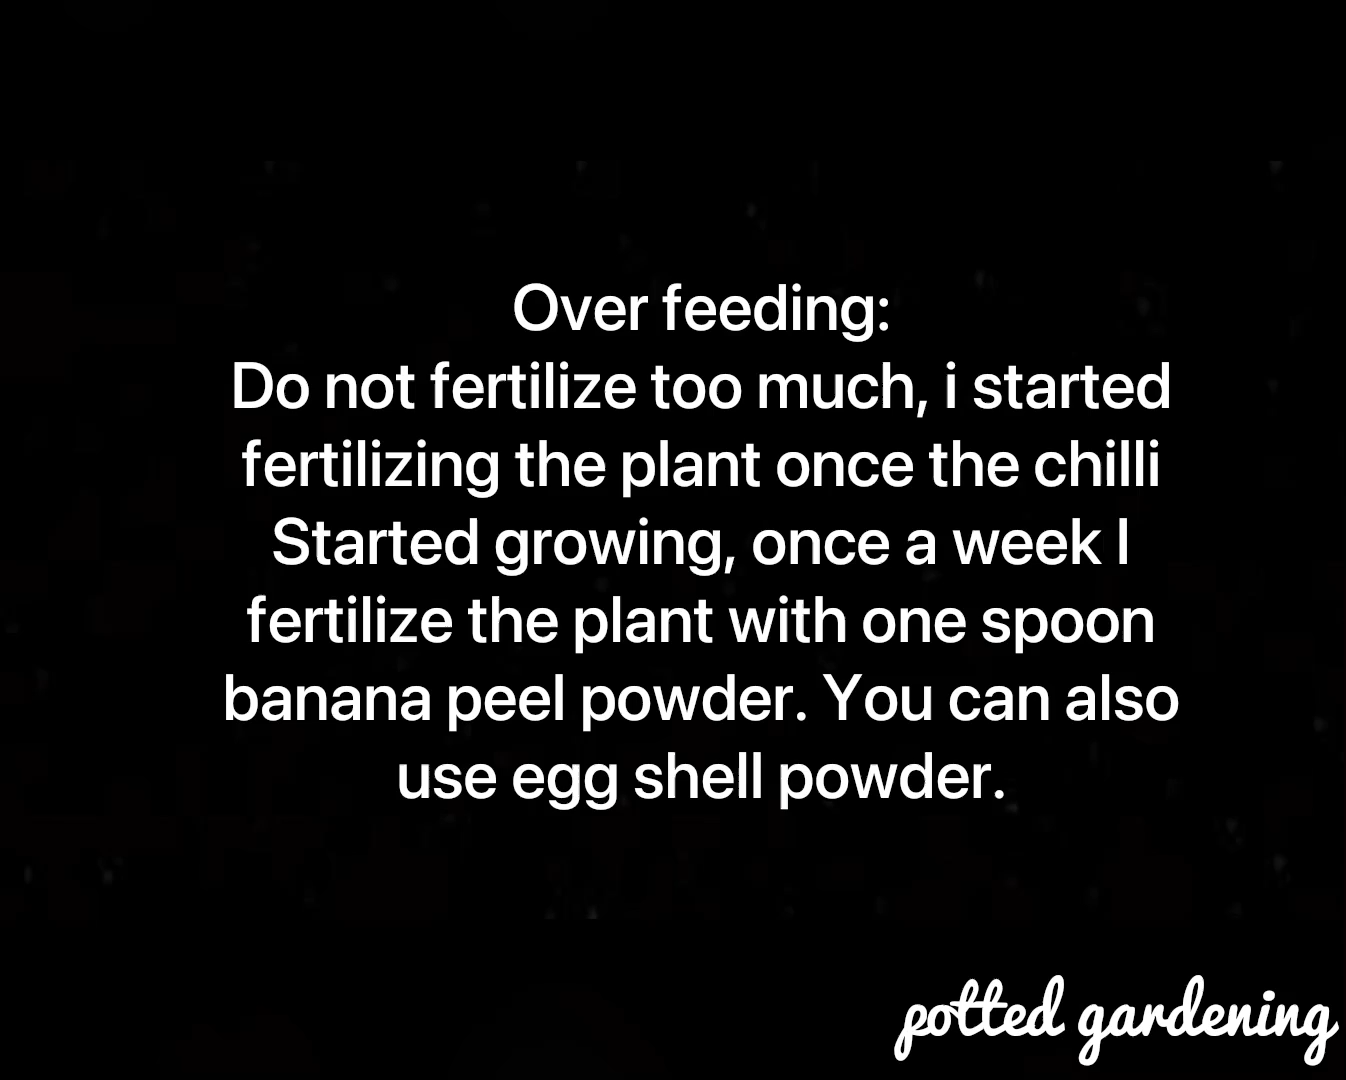 Over feeding:
Do not fertilize too much, i started
fertilizing the plant once the chilli
Started growing, once a week I
fertilize the plant with one spoon
banana peel powder. You can also
use egg shell powder.
potted gardening